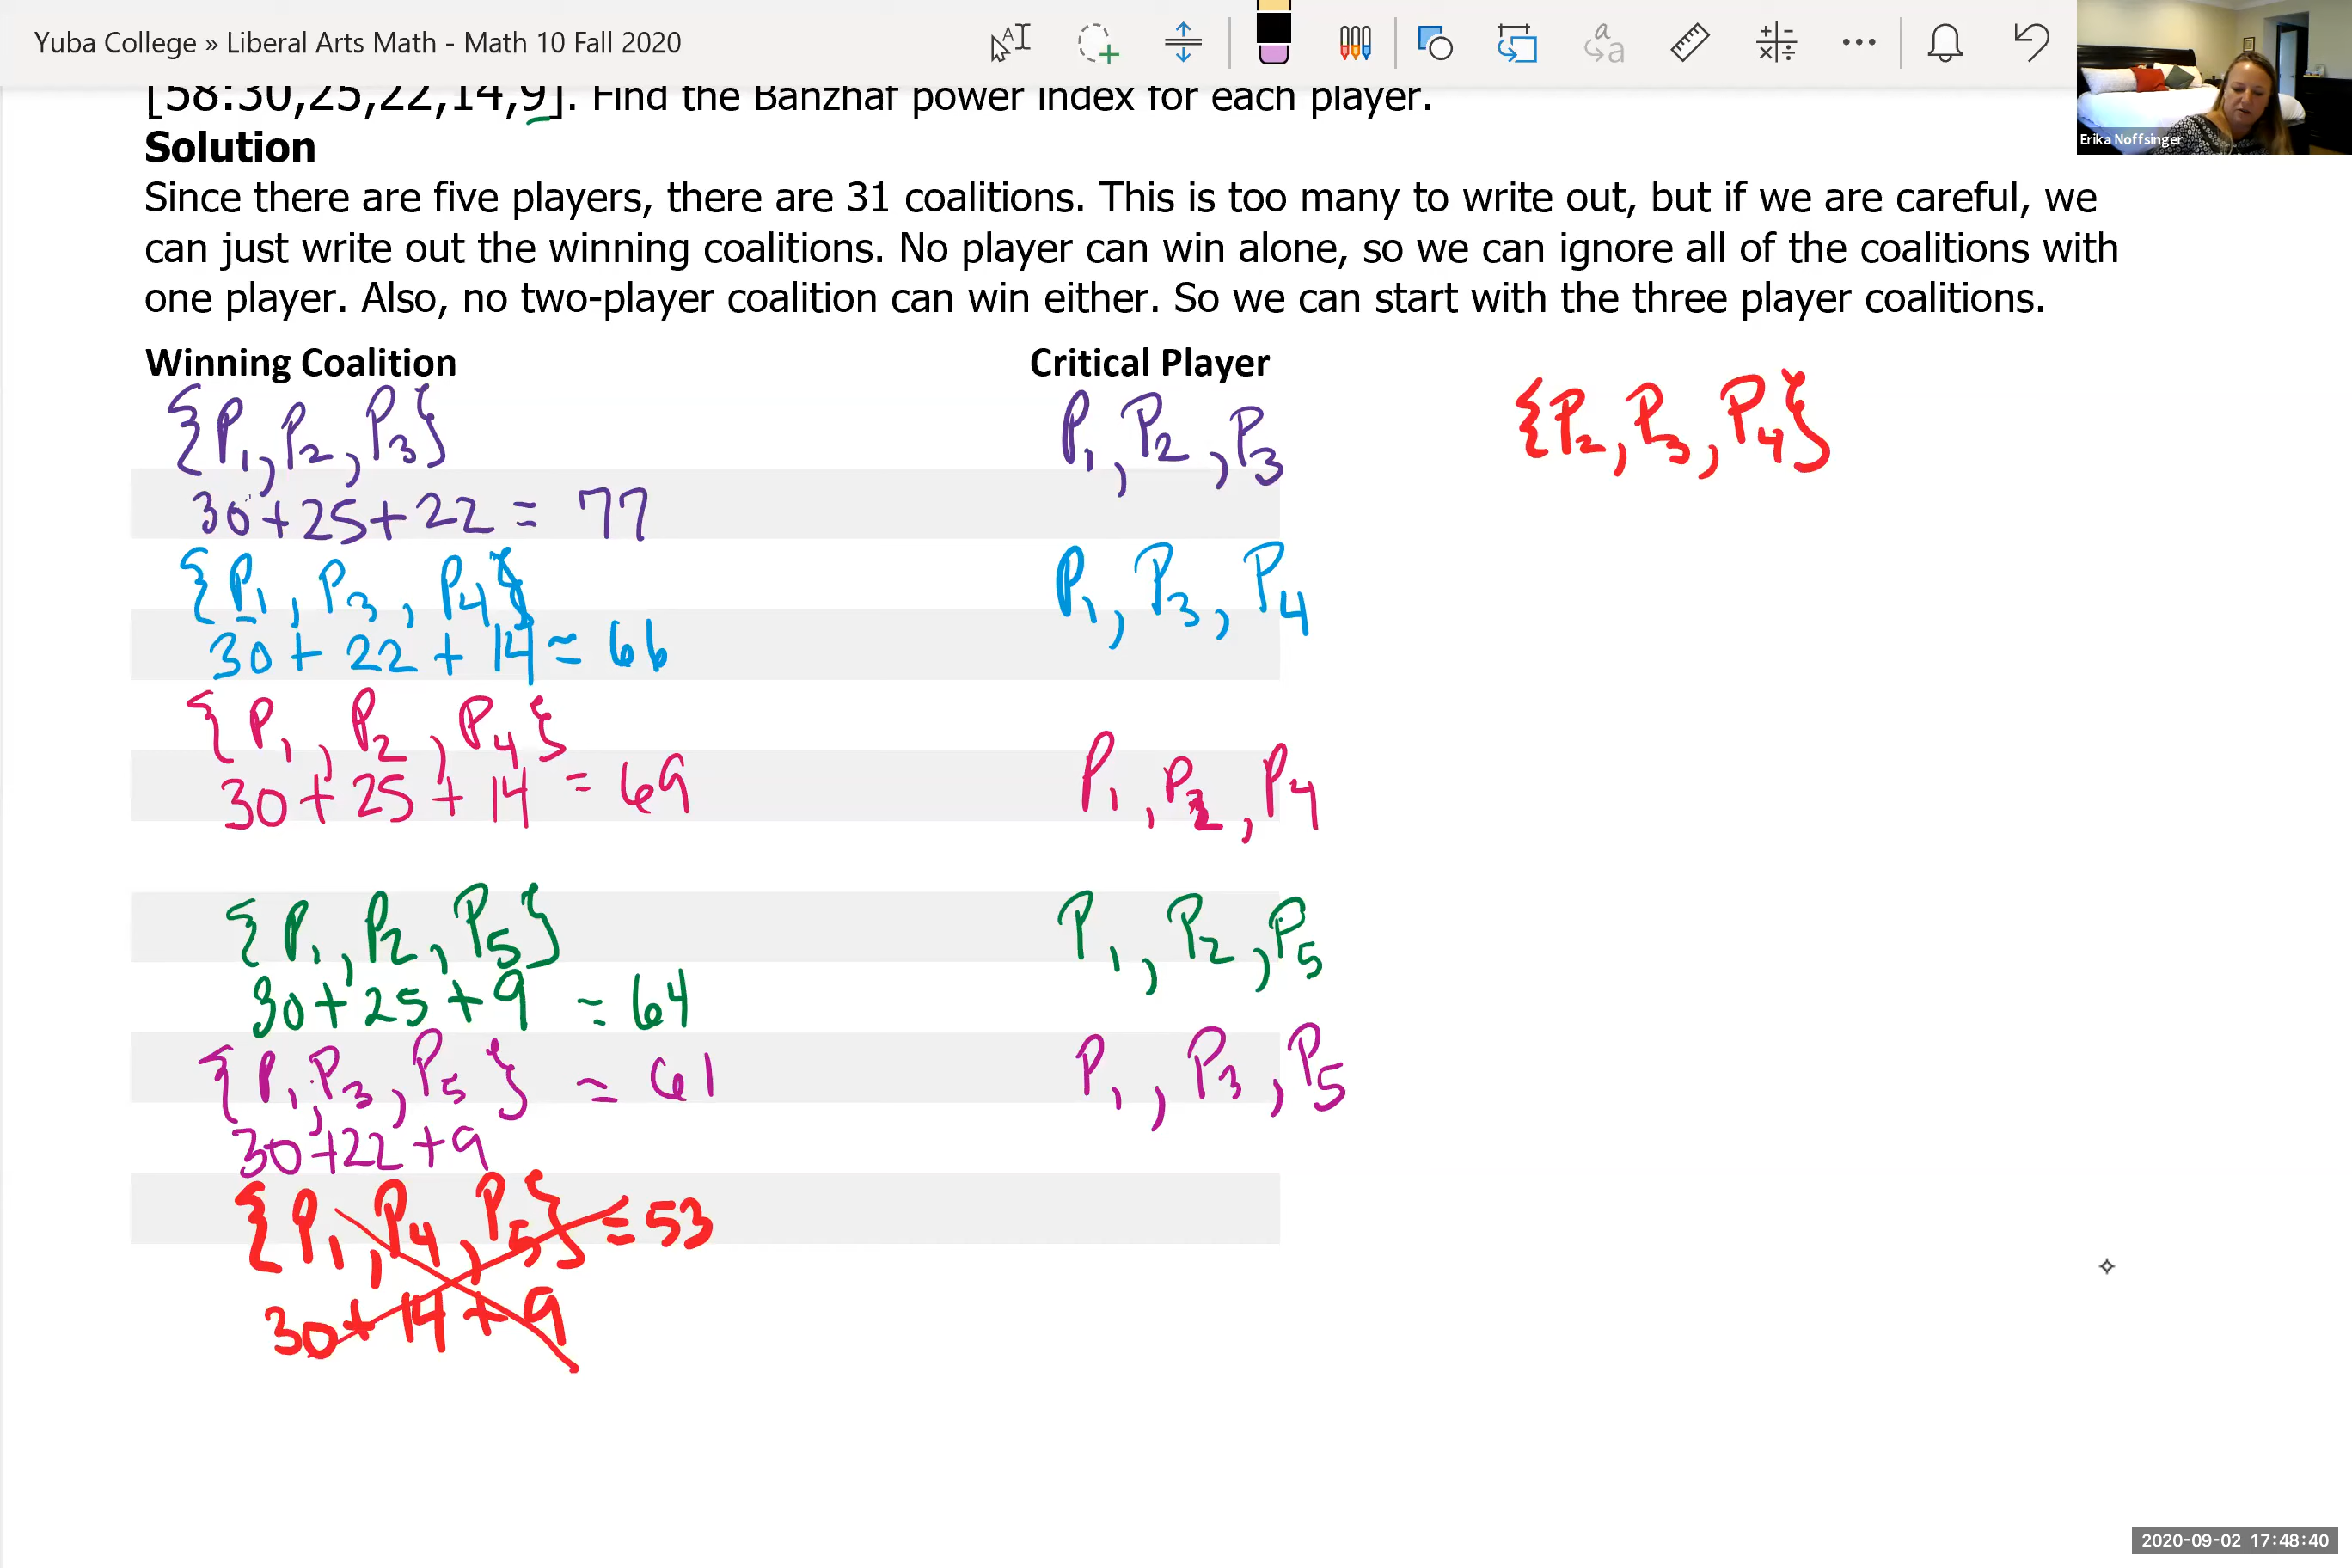 Yuba College » Liberal Arts Math - Math 10 Fall 2020
Erika Noffsinger
[58:30,25,22,14,9]. Find the Banzhaf power index for each player.
Solution
Since there are five players, there are 31 coalitions. This is too many to write out, but if we are careful, we
can just write out the winning coalitions. No player can win alone, so we can ignore all of the coalitions with
one player. Also, no two-player coalition can win either. So we can start with the three player coalitions.
Winning Coalition Critical Player
{P1, P2, P3} P1, P2, P3 {P2, P3, P4}
30+25+22 = 77
{P1, P3, P4} P1, P3, P4
30+ 22 + 14 = 66
{P1, P2, P4} P1, P2, P4
30+ 25 + 14 = 69
{P1, P2, P5} P1, P2, P5
30+ 25 + 9 = 64
{P1, P3, P5} = 61 P1, P3, P5
30+22 +9
{P1, P4, P5} = 53
30+ 14 + 9
2020-09-02 17:48:40